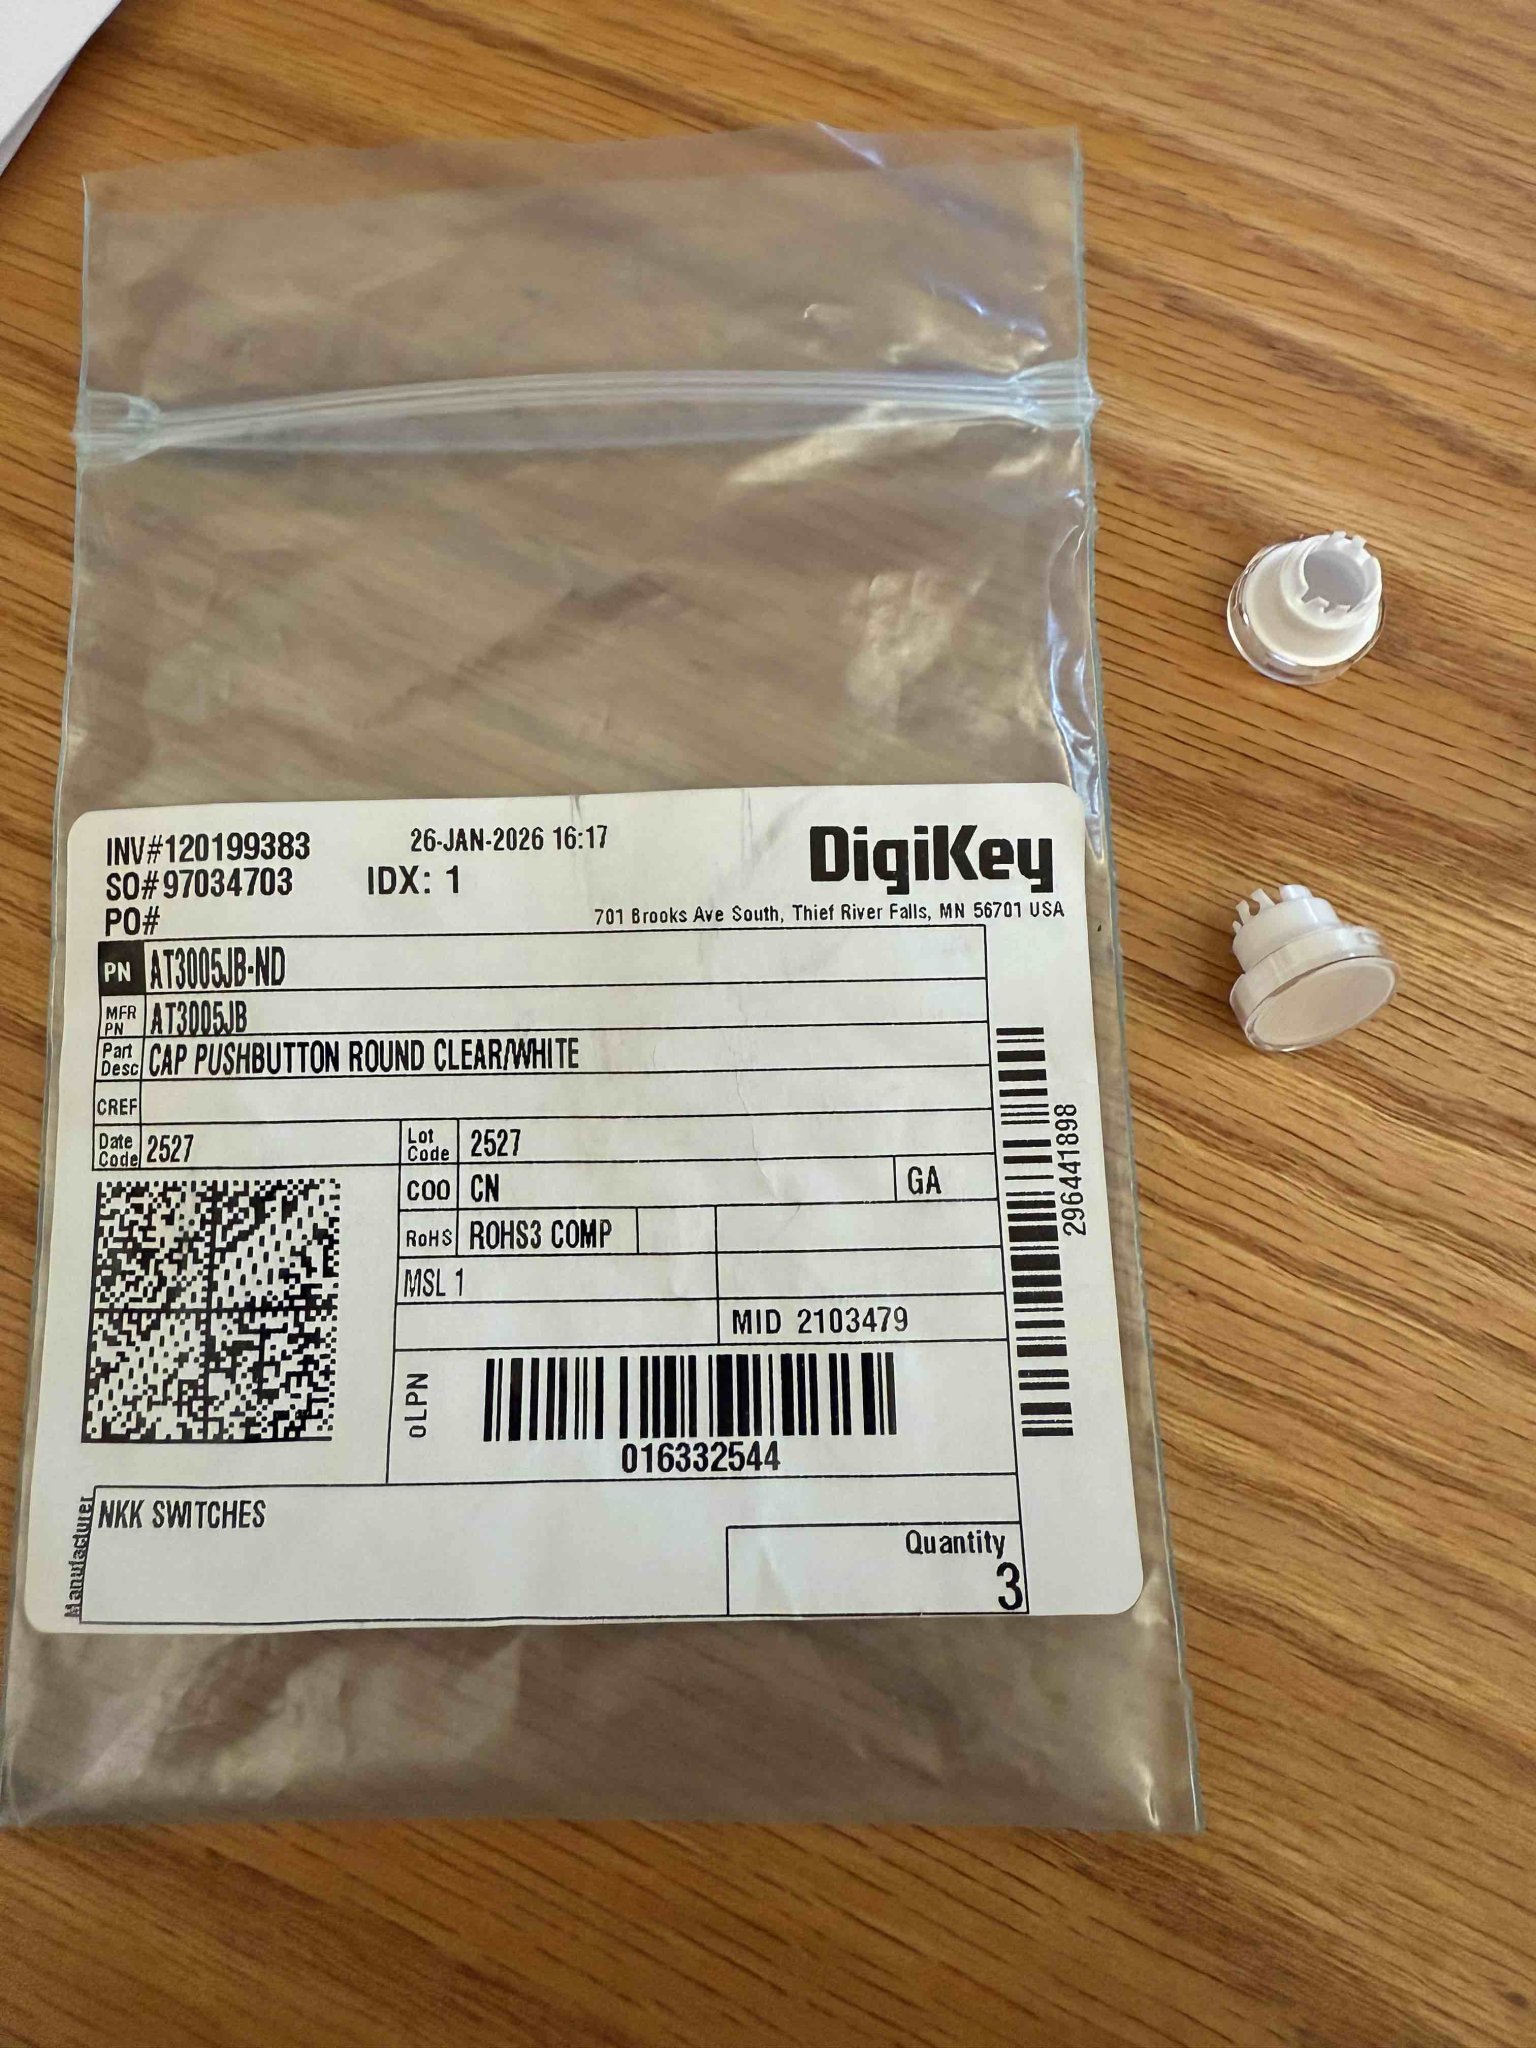 INV#120199383
26-JAN-2026 16:17
DigiKey
SO#97034703
IDX: 1
PO#
701 Brooks Ave South, Thief River Falls, MN 56701 USA
PN AT3005JB-ND
MFR PN AT3005JB
Part Desc CAP PUSHBUTTON ROUND CLEAR/WHITE
CREF
Date Code 2527
Lot Code 2527
COO CN
GA
RoHS ROHS3 COMP
MSL 1
MID 2103479
oLPN
016332544
296441898
Manufacturer NKK SWITCHES
Quantity
3